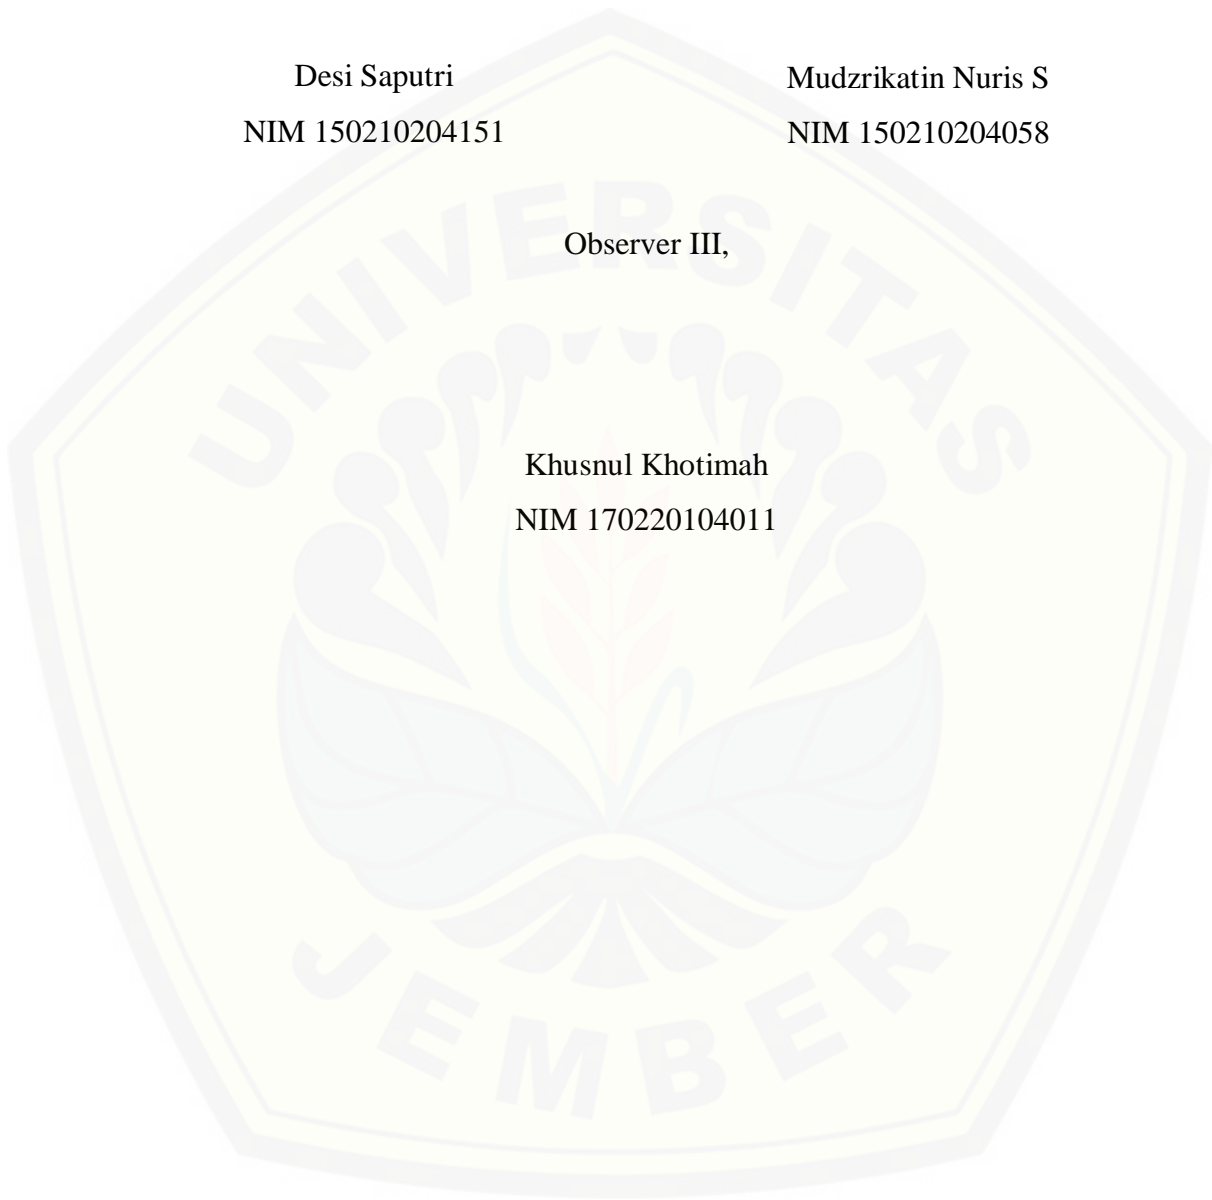 Desi Saputri
NIM 150210204151
Mudzrikatin Nuris S
NIM 150210204058
Observer III,
Khusnul Khotimah
NIM 170220104011
UNIVERSITAS
JEMBER